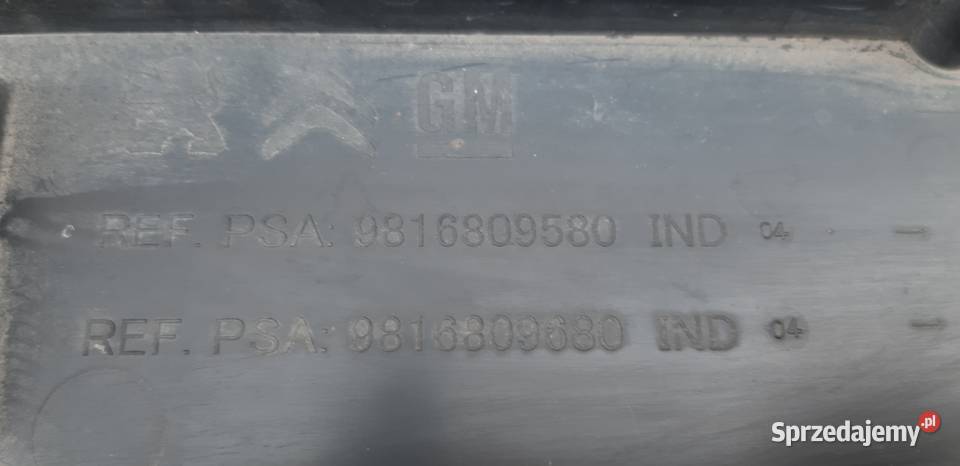 GM
REF. PSA: 9816809580 IND 04
REF. PSA: 9816809680 IND 04
Sprzedajemy.pl